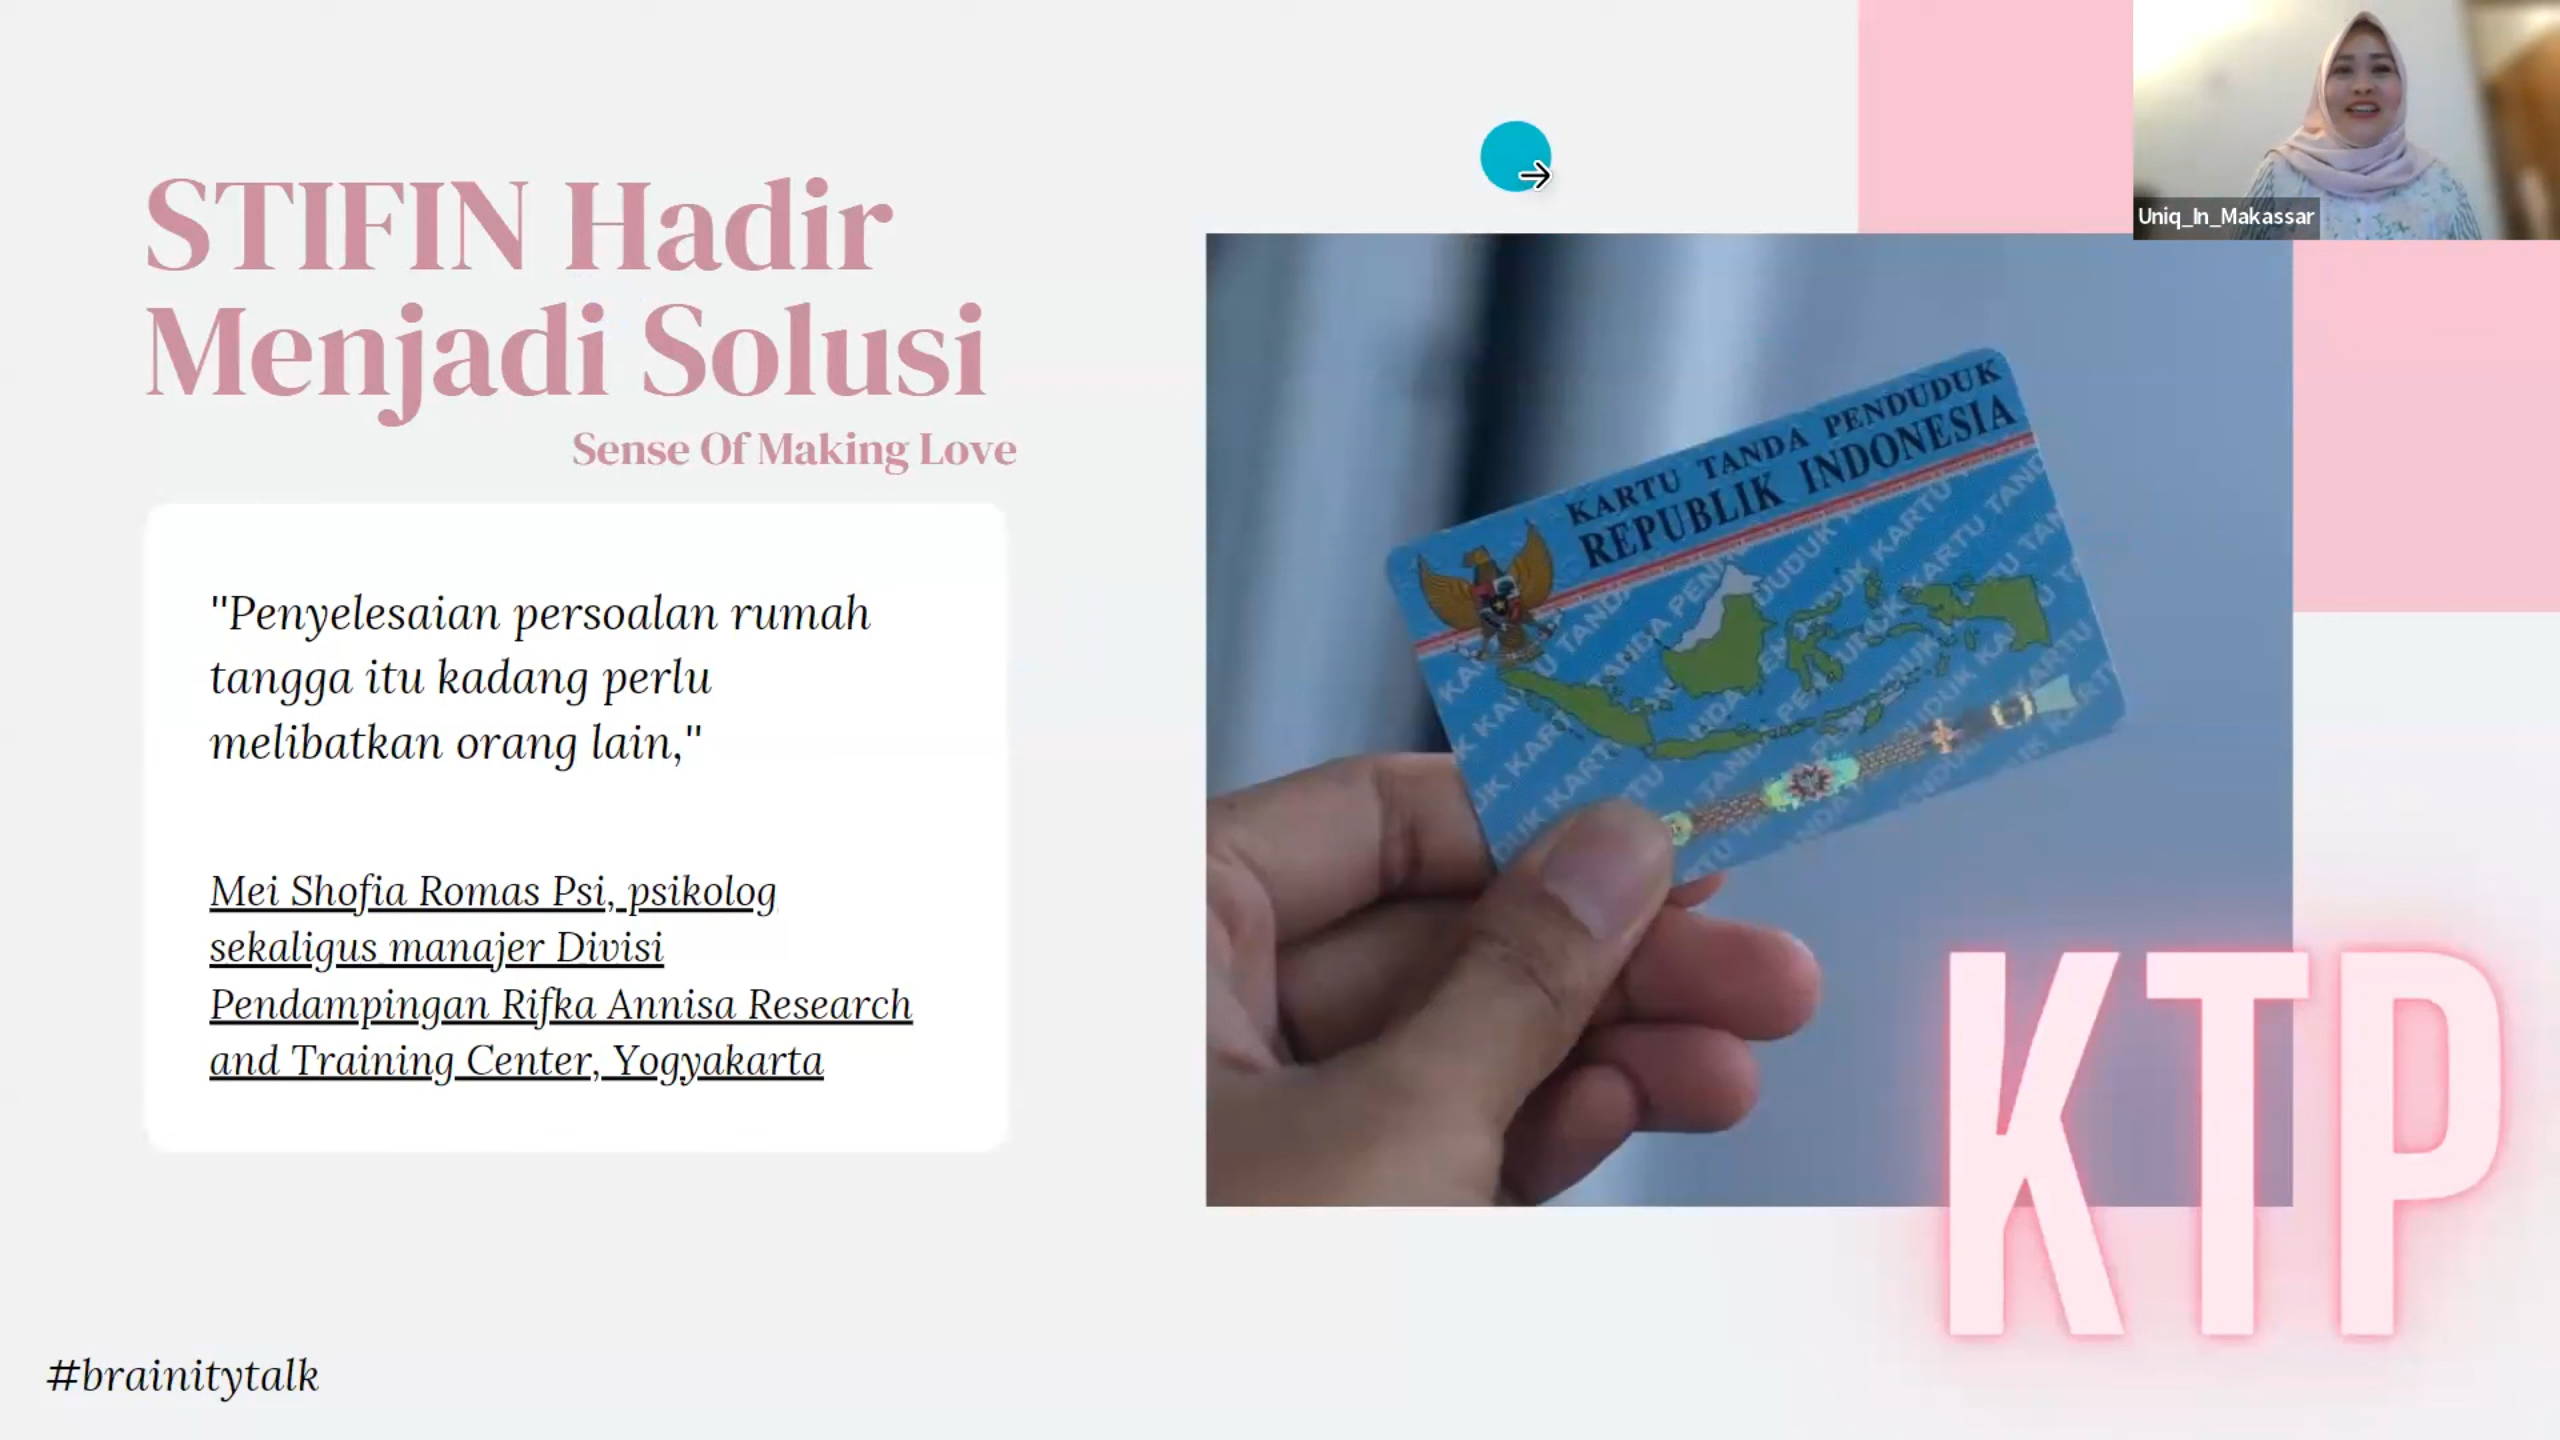 Uniq_In_Makassar
STIFIN Hadir
Menjadi Solusi
Sense Of Making Love
"Penyelesaian persoalan rumah
tangga itu kadang perlu
melibatkan orang lain,"
Mei Shofia Romas Psi, psikolog
sekaligus manajer Divisi
Pendampingan Rifka Annisa Research
and Training Center, Yogyakarta
KARTU TANDA PENDUDUK
REPUBLIK INDONESIA
KTP
#brainitytalk